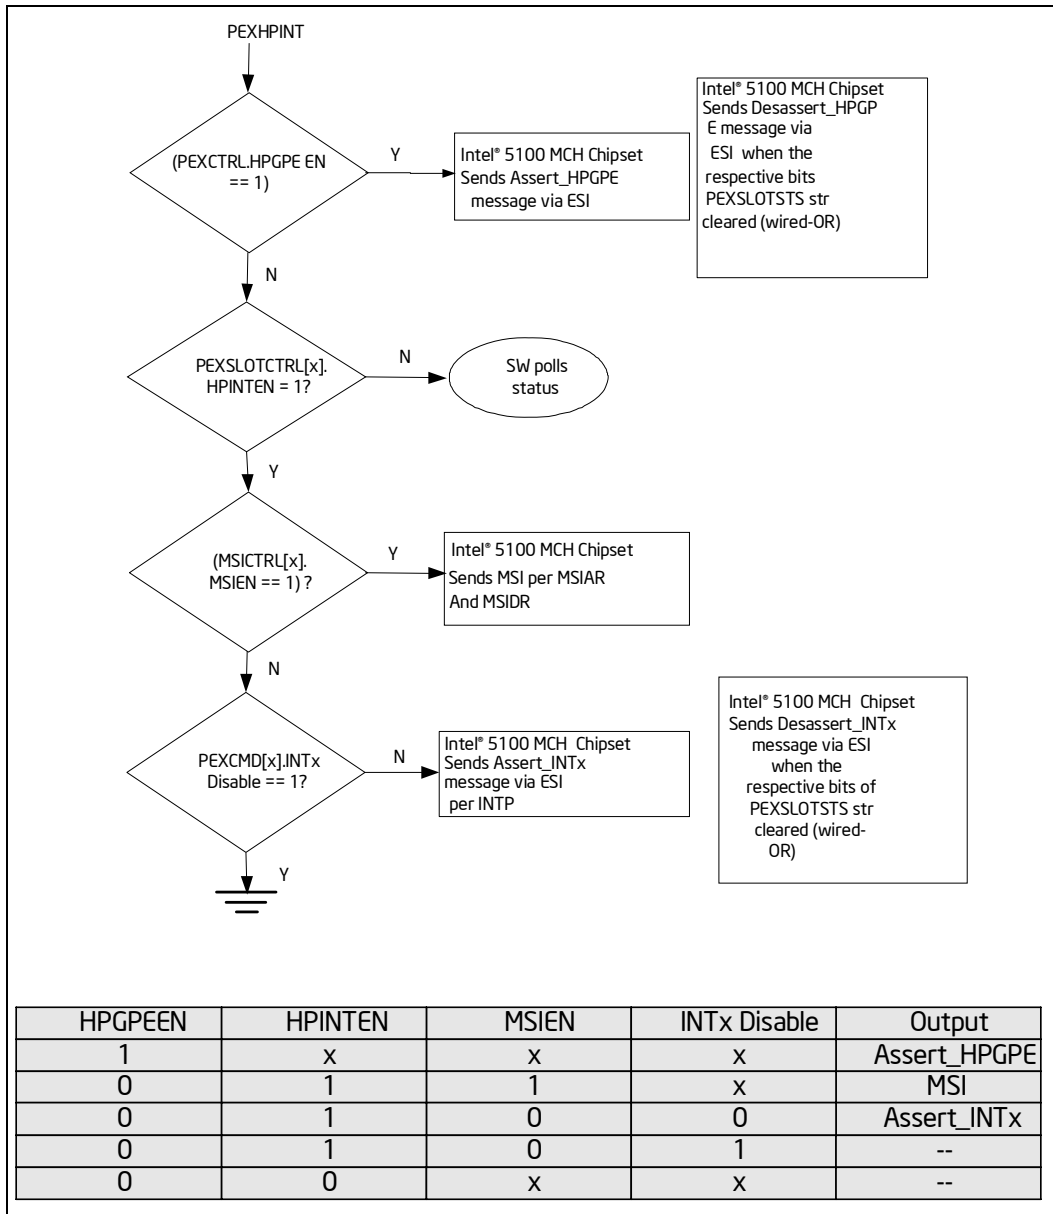 PEXHPINT
(PEXCTRL.HPGPE EN
== 1)
Y
Intel® 5100 MCH Chipset
Sends Assert_HPGPE
message via ESI
Intel® 5100 MCH Chipset
Sends Desassert_HPGP
E message via
ESI when the
respective bits
PEXSLOTSTS str
cleared (wired-OR)
N
PEXSLOTCTRL[x].
HPINTEN = 1?
N
SW polls
status
Y
(MSICTRL[x].
MSIEN == 1) ?
Y
Intel® 5100 MCH Chipset
Sends MSI per MSIAR
And MSIDR
N
PEXCMD[x].INTx
Disable == 1?
N
Intel® 5100 MCH Chipset
Sends Assert_INTx
message via ESI
per INTP
Intel® 5100 MCH Chipset
Sends Desassert_INTx
message via ESI
when the
respective bits of
PEXSLOTSTS str
cleared (wired-
OR)
Y
HPGPEEN HPINTEN MSIEN INTx Disable Output
1 x x x Assert_HPGPE
0 1 1 x MSI
0 1 0 0 Assert_INTx
0 1 0 1 --
0 0 x x --